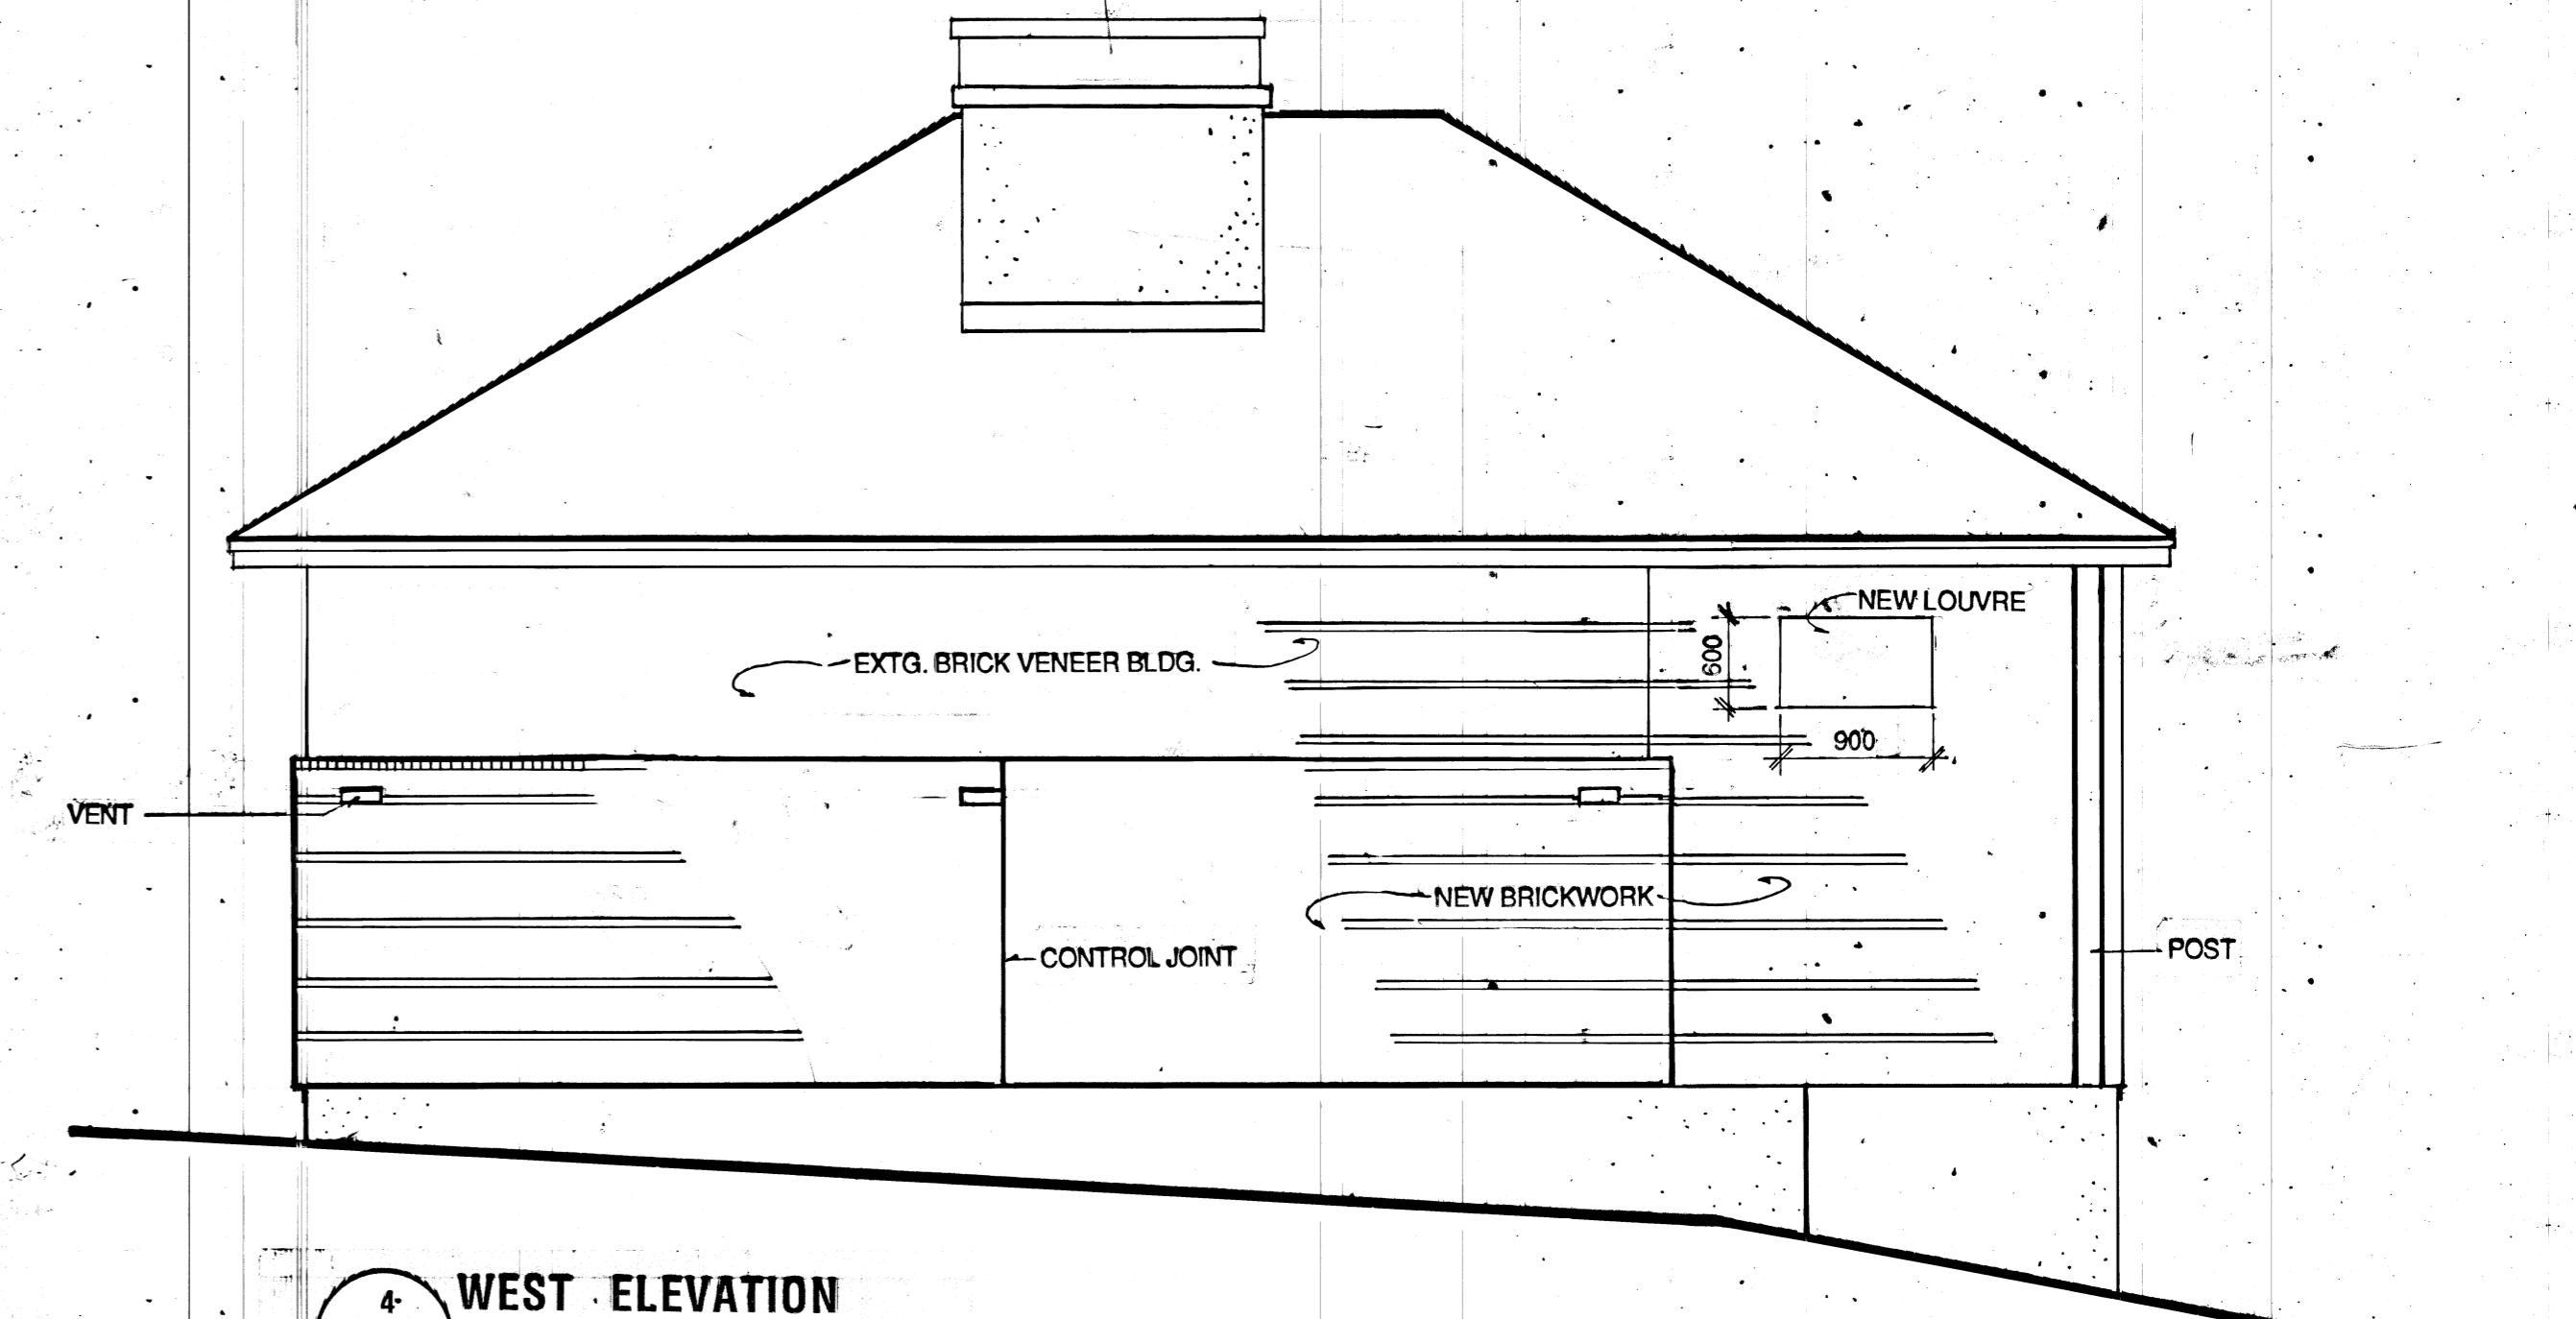 NEW LOUVRE
600
EXTG. BRICK VENEER BLDG.
900
VENT
NEW BRICKWORK
CONTROL JOINT
POST
4
WEST ELEVATION